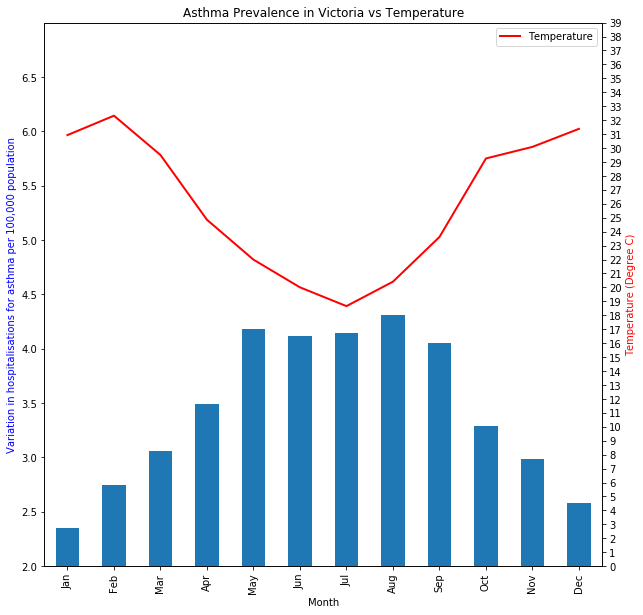 Asthma Prevalence in Victoria vs Temperature
Temperature
Variation in hospitalisations for asthma per 100,000 population
6.5
6.0
5.5
5.0
4.5
4.0
3.5
3.0
2.5
2.0
39
38
37
36
35
34
33
32
31
30
29
28
27
26
25
24
23
22
21
20
19
18
17
16
15
14
13
12
11
10
9
8
7
6
5
4
3
2
1
0
Temperature (Degree C)
Jan
Feb
Mar
Apr
May
Jun
Jul
Aug
Sep
Oct
Nov
Dec
Month